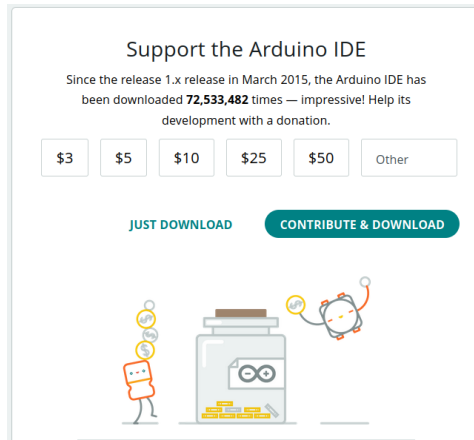 Support the Arduino IDE
Since the release 1.x release in March 2015, the Arduino IDE has
been downloaded 72,533,482 times — impressive! Help its
development with a donation.
$3 $5 $10 $25 $50 Other
JUST DOWNLOAD CONTRIBUTE & DOWNLOAD